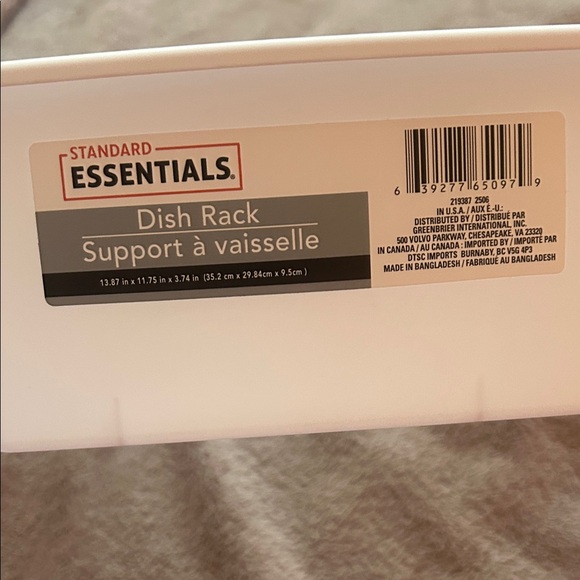 STANDARD
ESSENTIALS®
Dish Rack
Support à vaisselle
13.87 in x 11.75 in x 3.74 in (35.2 cm x 29.84cm x 9.5cm )
6 39277 65097 9
219387 2506
IN U.S.A. / AUX É.-U.:
DISTRIBUTED BY / DISTRIBUÉ PAR
GREENBRIER INTERNATIONAL, INC.
500 VOLVO PARKWAY, CHESAPEAKE, VA 23320
IN CANADA / AU CANADA : IMPORTED BY / IMPORTÉ PAR
DTSC IMPORTS BURNABY, BC V5G 4P3
MADE IN BANGLADESH / FABRIQUÉ AU BANGLADESH